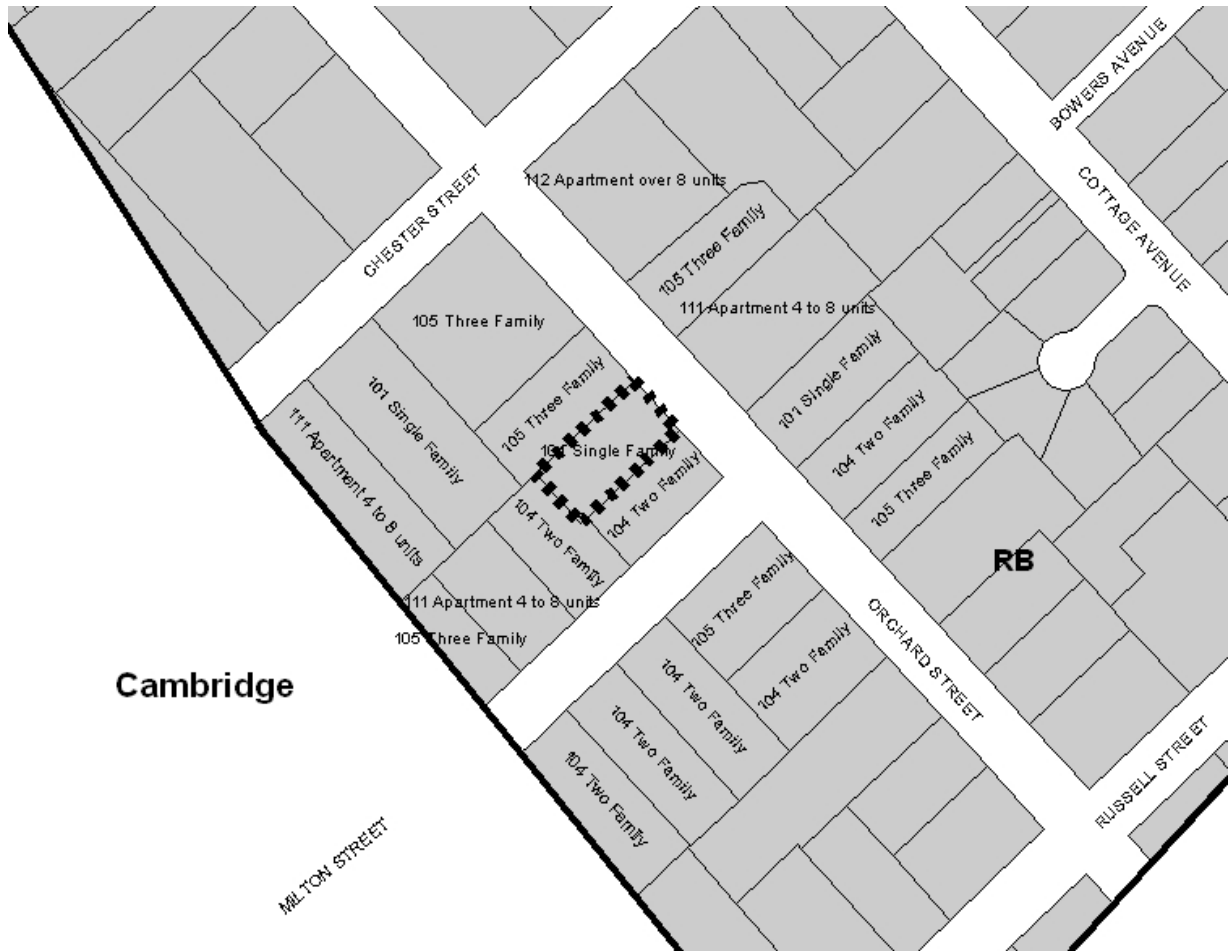 BOWERS AVENUE
COTTAGE AVENUE
112 Apartment over 8 units
CHESTER STREET
105 Three Family
111 Apartment 4 to 8 units
105 Three Family
101 Single Family
105 Three Family
101 Single Family
104 Two Family
105 Three Family
101 Single Family
111 Apartment 4 to 8 units
104 Two Family
104 Two Family
RB
111 Apartment 4 to 8 units
105 Three Family
105 Three Family
104 Two Family
ORCHARD STREET
104 Two Family
104 Two Family
104 Two Family
Cambridge
RUSSELL STREET
MILTON STREET